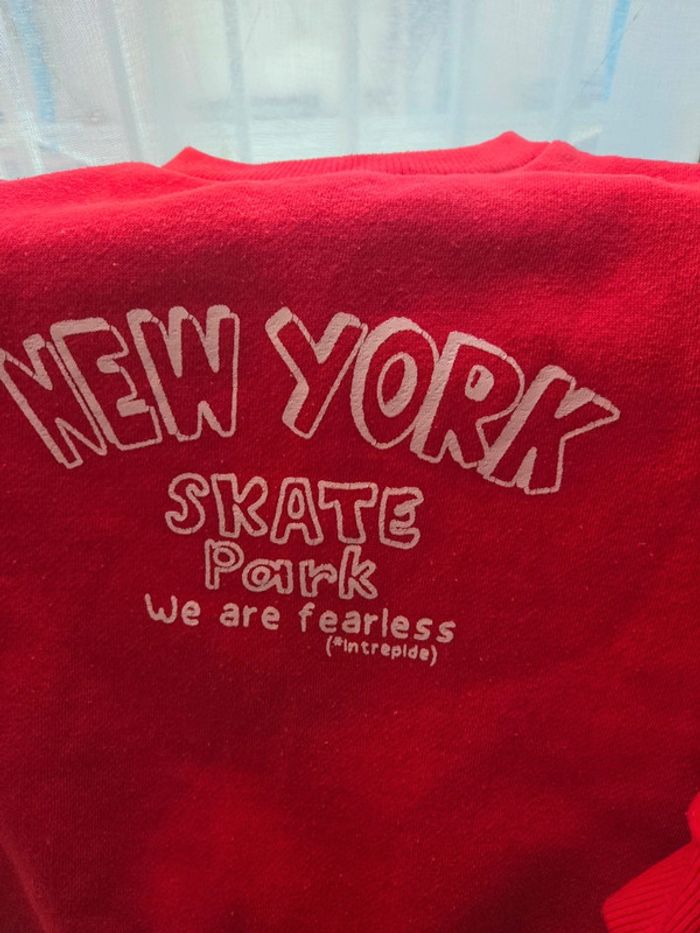 NEW YORK
SKATE
Park
We are fearless
(*Intrepide)